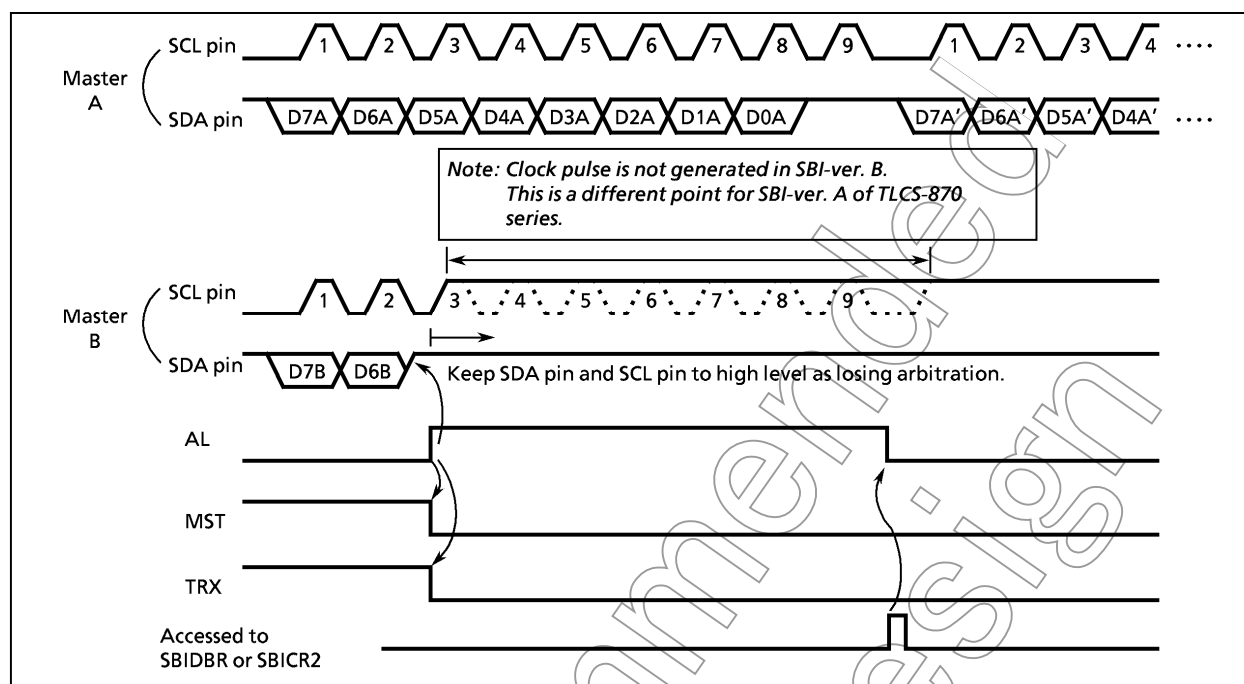 SCL pin 1 2 3 4 5 6 7 8 9 1 2 3 4 ····
Master
A
SDA pin D7A D6A D5A D4A D3A D2A D1A D0A D7A' D6A' D5A' D4A' ····
Note: Clock pulse is not generated in SBI-ver. B.
This is a different point for SBI-ver. A of TLCS-870
series.
SCL pin 1 2 3 4 5 6 7 8 9
Master
B
SDA pin D7B D6B Keep SDA pin and SCL pin to high level as losing arbitration.
AL
MST
TRX
Accessed to
SBIDBR or SBICR2
mmended
esign